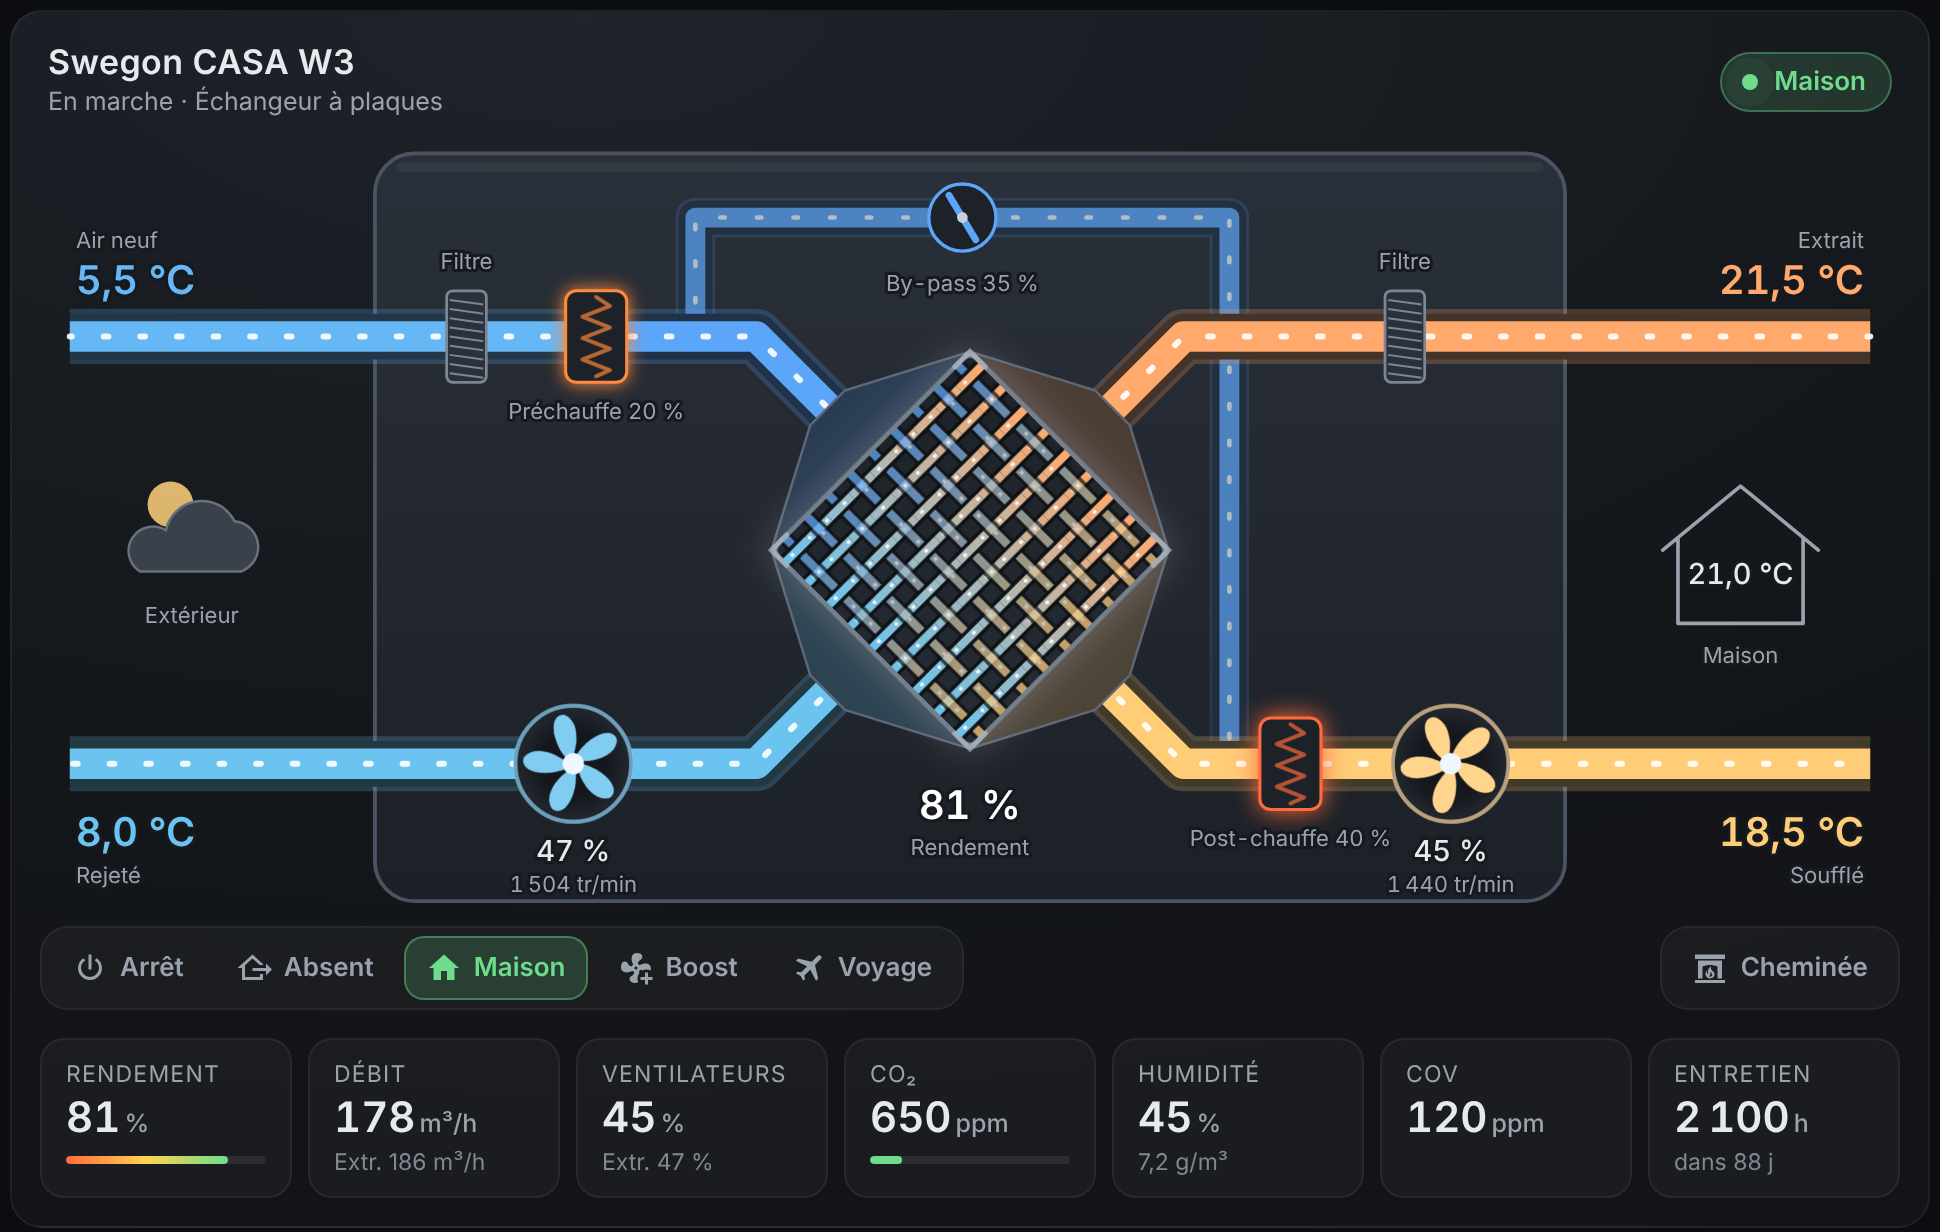 Swegon CASA W3
En marche · Échangeur à plaques
Maison
Air neuf
5,5 °C
Filtre
Préchauffe 20 %
By-pass 35 %
Filtre
Extrait
21,5 °C
Extérieur
21,0 °C
Maison
8,0 °C
Rejeté
47 %
1 504 tr/min
81 %
Rendement
Post-chauffe 40 %
45 %
1 440 tr/min
18,5 °C
Soufflé
Arrêt
Absent
Maison
Boost
Voyage
Cheminée
RENDEMENT
81 %
DÉBIT
178 m³/h
Extr. 186 m³/h
VENTILATEURS
45 %
Extr. 47 %
CO₂
650 ppm
HUMIDITÉ
45 %
7,2 g/m³
COV
120 ppm
ENTRETIEN
2 100 h
dans 88 j